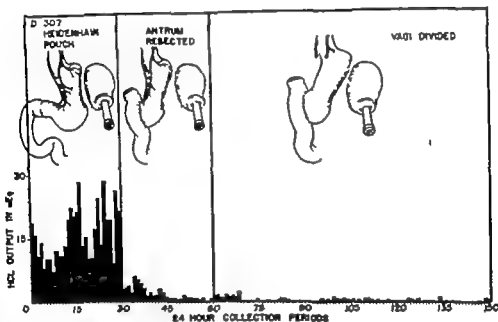 D 307
HEIDENHAIN
POUCH
ANTRUM
RESECTED
VAGI DIVIDED
HCL OUTPUT IN mEq
30
15
0 15 30 45 60 75 90 105 120 135 150
24 HOUR COLLECTION PERIODS